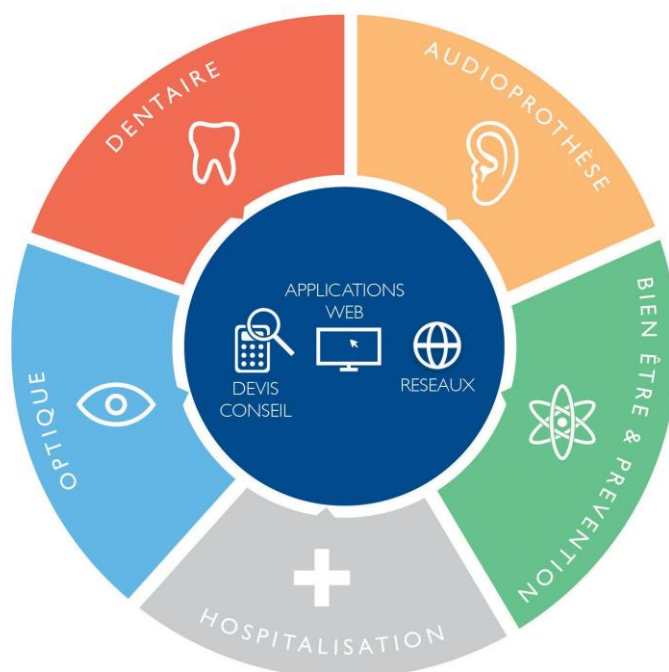 DENTAIRE
AUDIOPROTHÈSE
BIEN ÊTRE & PREVENTION
HOSPITALISATION
OPTIQUE
APPLICATIONS
WEB
DEVIS
CONSEIL
RESEAUX